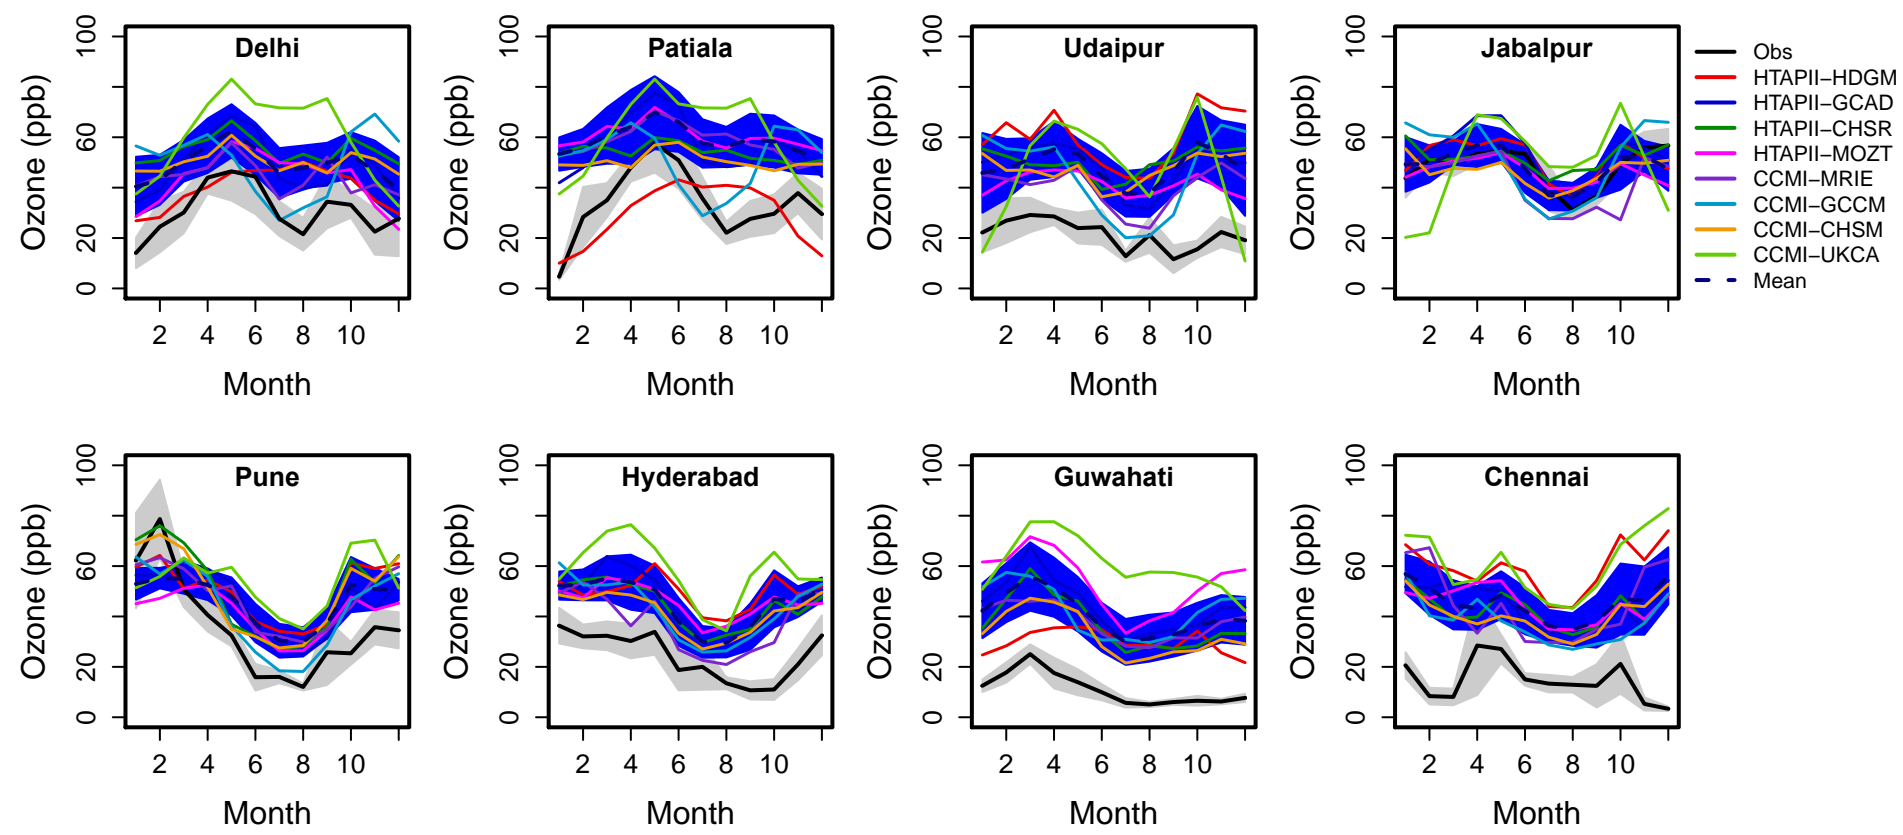 Delhi
Ozone (ppb)
0 20 60 100
2 4 6 8 10
Month
Patiala
Ozone (ppb)
0 20 60 100
2 4 6 8 10
Month
Udaipur
Ozone (ppb)
0 20 60 100
2 4 6 8 10
Month
Jabalpur
Ozone (ppb)
0 20 60 100
2 4 6 8 10
Month
Obs
HTAPII−HDGM
HTAPII−GCAD
HTAPII−CHSR
HTAPII−MOZT
CCMI−MRIE
CCMI−GCCM
CCMI−CHSM
CCMI−UKCA
Mean
Pune
Ozone (ppb)
0 20 60 100
2 4 6 8 10
Month
Hyderabad
Ozone (ppb)
0 20 60 100
2 4 6 8 10
Month
Guwahati
Ozone (ppb)
0 20 60 100
2 4 6 8 10
Month
Chennai
Ozone (ppb)
0 20 60 100
2 4 6 8 10
Month